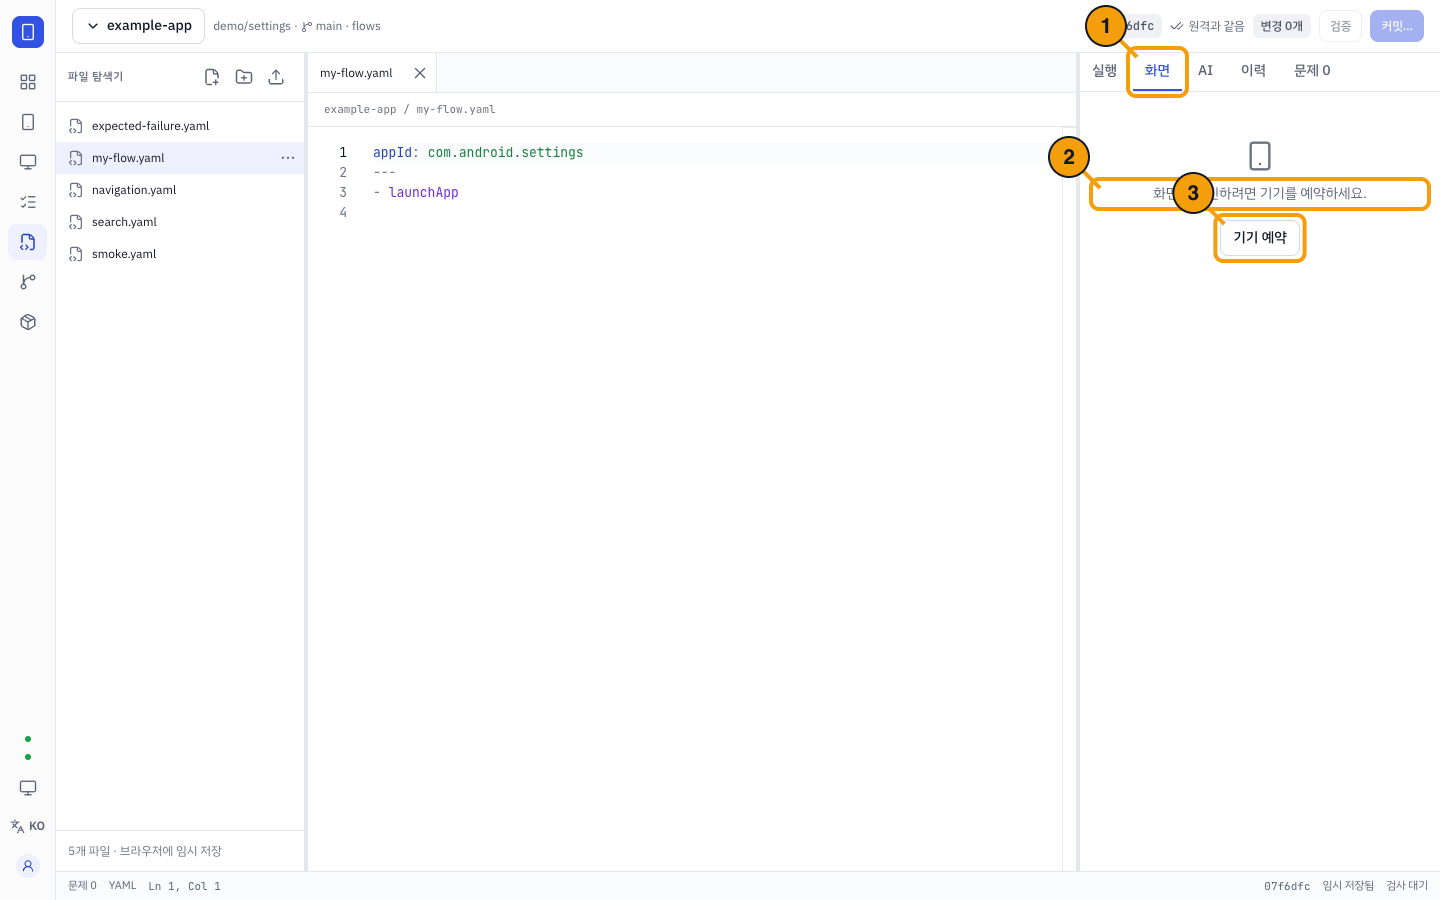 example-app
demo/settings · main · flows
원격과 같음
변경 0개
검증
커밋...
1
파일 탐색기
my-flow.yaml
실행
화면
AI
이력
문제 0
example-app / my-flow.yaml
expected-failure.yaml
my-flow.yaml
navigation.yaml
search.yaml
smoke.yaml
1 appId: com.android.settings
2 ---
3 - launchApp
4
2
하려면 기기를 예약하세요.
3
기기 예약
KO
5개 파일 · 브라우저에 임시 저장
문제 0
YAML
Ln 1, Col 1
07f6dfc
임시 저장됨
검사 대기